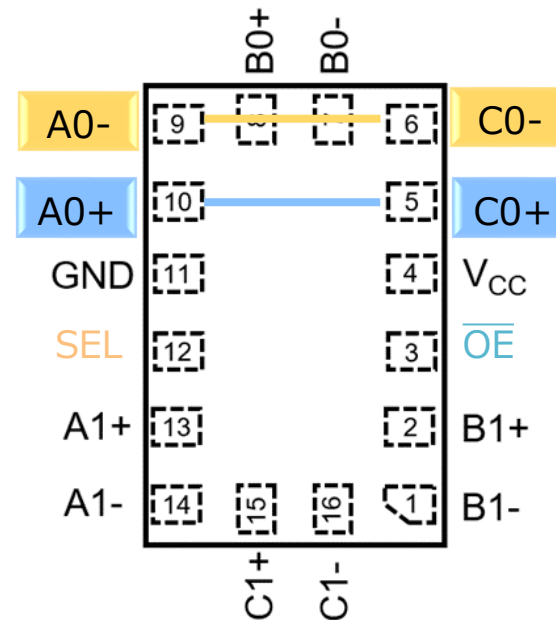 B0+ B0-
A0- 9 8 7 6 C0-
A0+ 10 5 C0+
GND 11 4 VCC
SEL 12 3 O̅E̅
A1+ 13 2 B1+
A1- 14 15 16 1 B1-
C1+ C1-